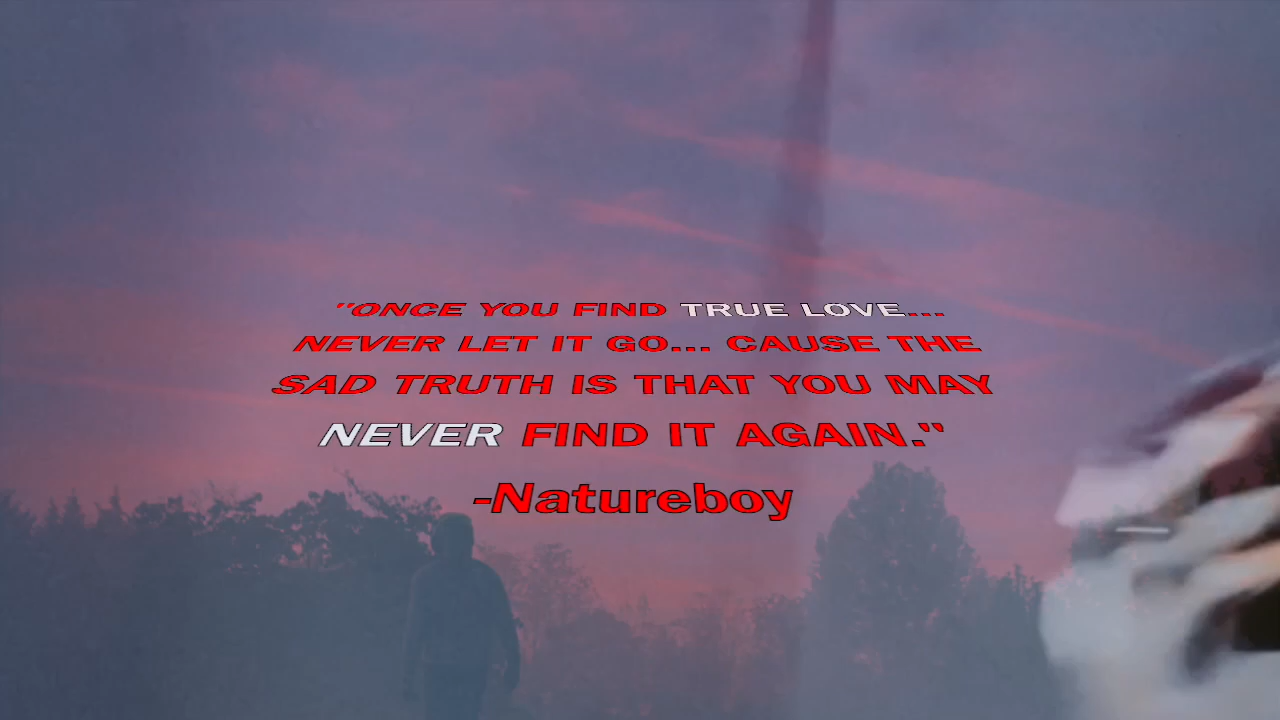 "ONCE YOU FIND TRUE LOVE...
NEVER LET IT GO... CAUSE THE
SAD TRUTH IS THAT YOU MAY
NEVER FIND IT AGAIN."
-Natureboy